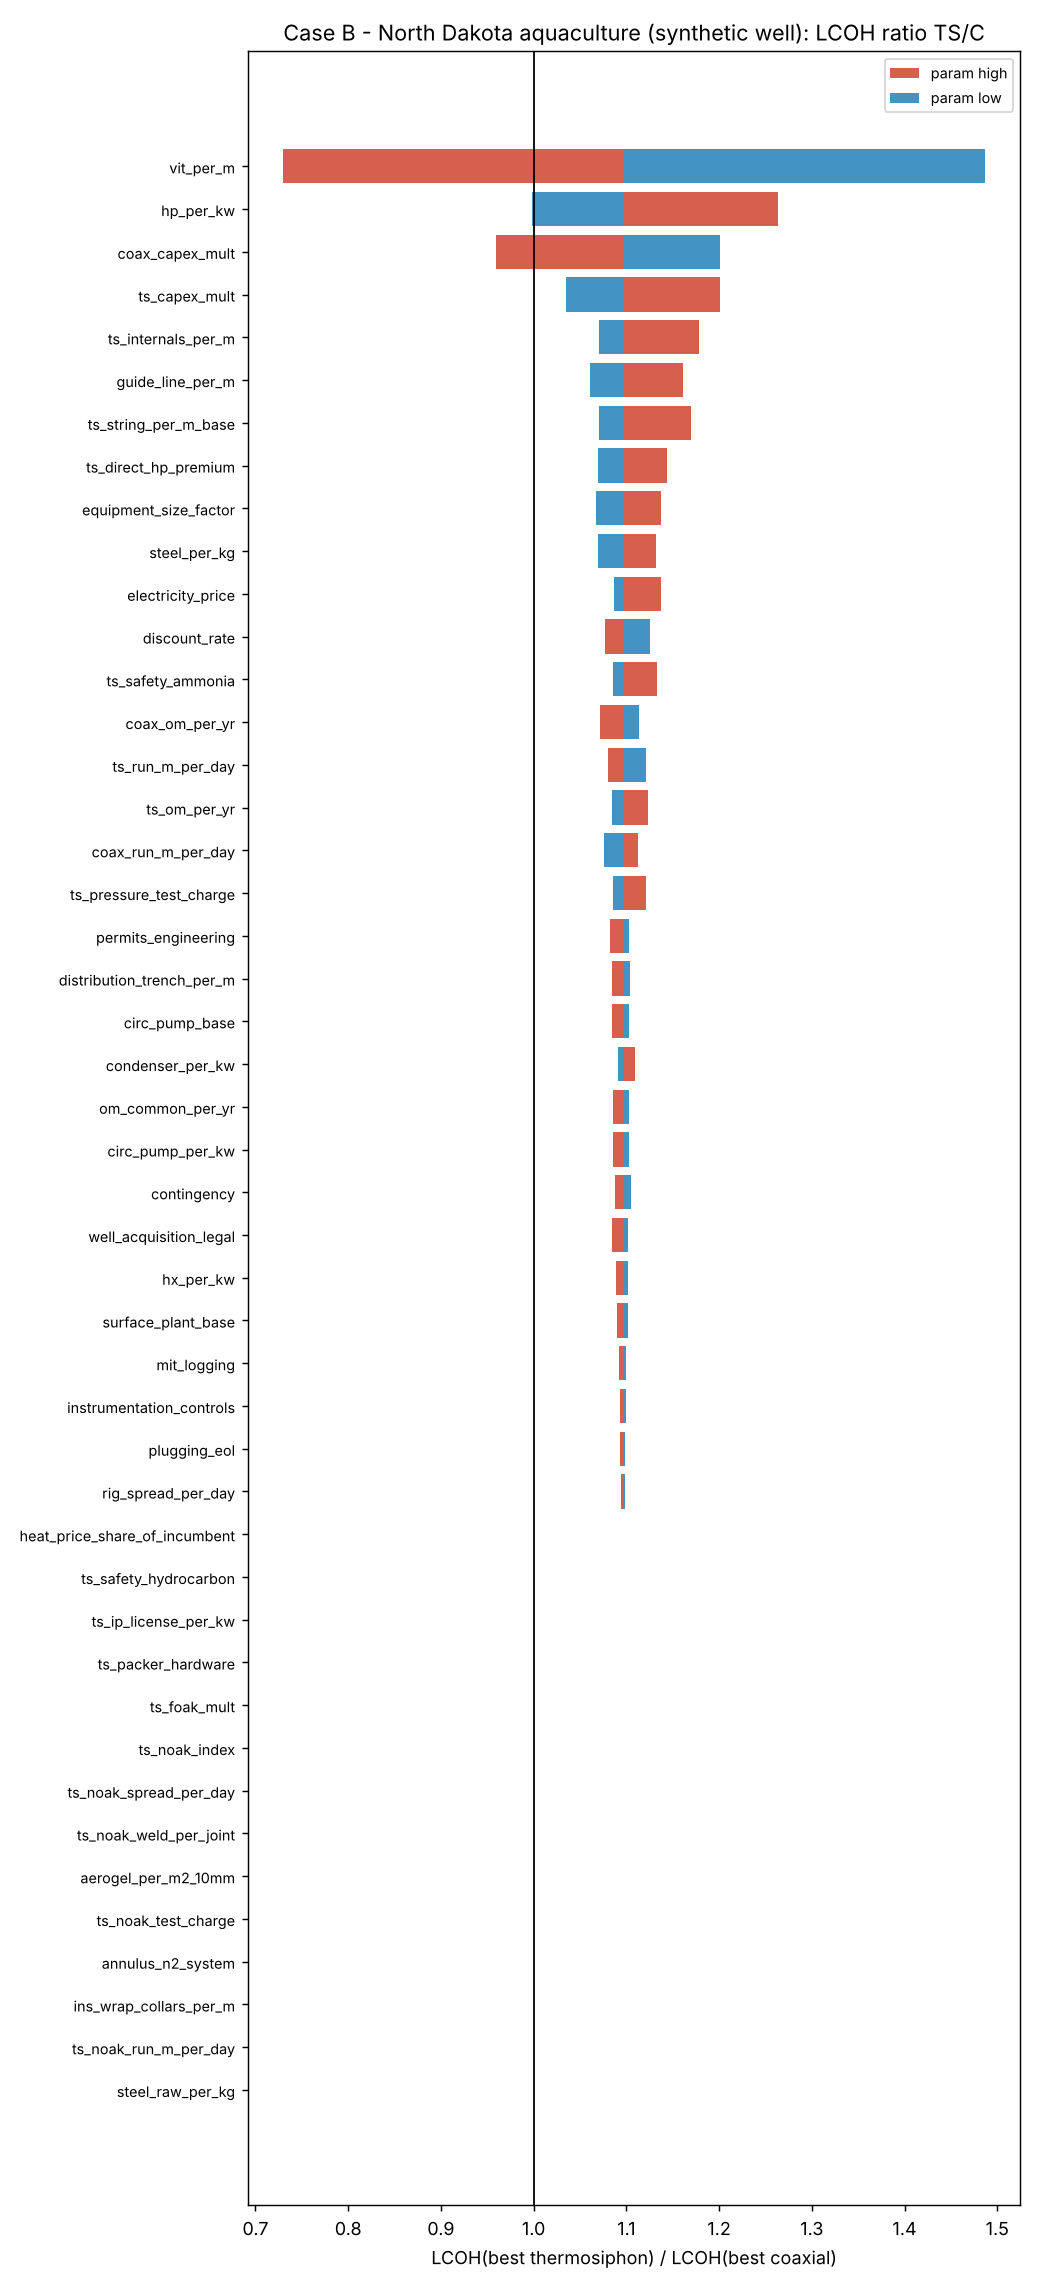 Case B - North Dakota aquaculture (synthetic well): LCOH ratio TS/C
param high
param low
vit_per_m
hp_per_kw
coax_capex_mult
ts_capex_mult
ts_internals_per_m
guide_line_per_m
ts_string_per_m_base
ts_direct_hp_premium
equipment_size_factor
steel_per_kg
electricity_price
discount_rate
ts_safety_ammonia
coax_om_per_yr
ts_run_m_per_day
ts_om_per_yr
coax_run_m_per_day
ts_pressure_test_charge
permits_engineering
distribution_trench_per_m
circ_pump_base
condenser_per_kw
om_common_per_yr
circ_pump_per_kw
contingency
well_acquisition_legal
hx_per_kw
surface_plant_base
mit_logging
instrumentation_controls
plugging_eol
rig_spread_per_day
heat_price_share_of_incumbent
ts_safety_hydrocarbon
ts_ip_license_per_kw
ts_packer_hardware
ts_foak_mult
ts_noak_index
ts_noak_spread_per_day
ts_noak_weld_per_joint
aerogel_per_m2_10mm
ts_noak_test_charge
annulus_n2_system
ins_wrap_collars_per_m
ts_noak_run_m_per_day
steel_raw_per_kg
0.7 0.8 0.9 1.0 1.1 1.2 1.3 1.4 1.5
LCOH(best thermosiphon) / LCOH(best coaxial)